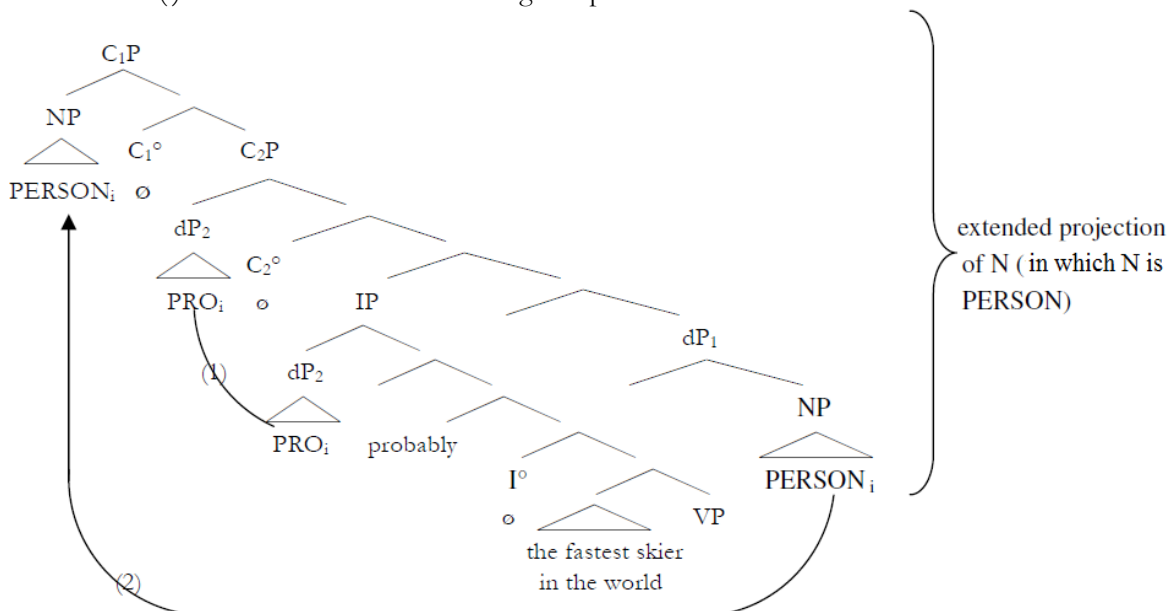 ()
C₁P
NP
C₁° C₂P
PERSONᵢ ∅
dP₂
C₂°
PROᵢ ∅ IP
dP₁
(1) dP₂
NP
PROᵢ probably
I° PERSONᵢ
∅ VP
the fastest skier
in the world
(2)
extended projection
of N ( in which N is
PERSON)